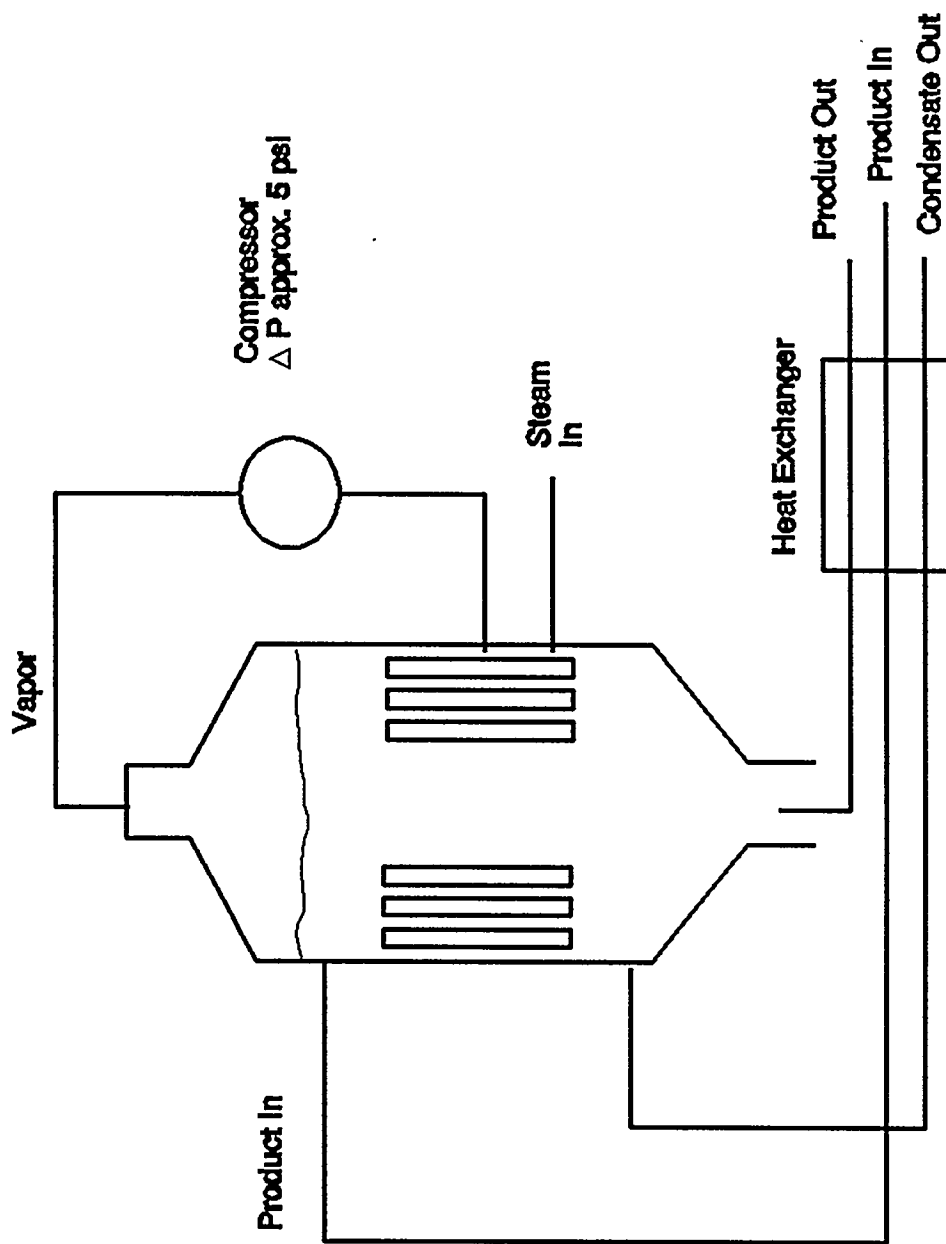 Vapor
Compressor
△ P approx. 5 psi
Steam
In
Product In
Heat Exchanger
Product Out
Product In
Condensate Out